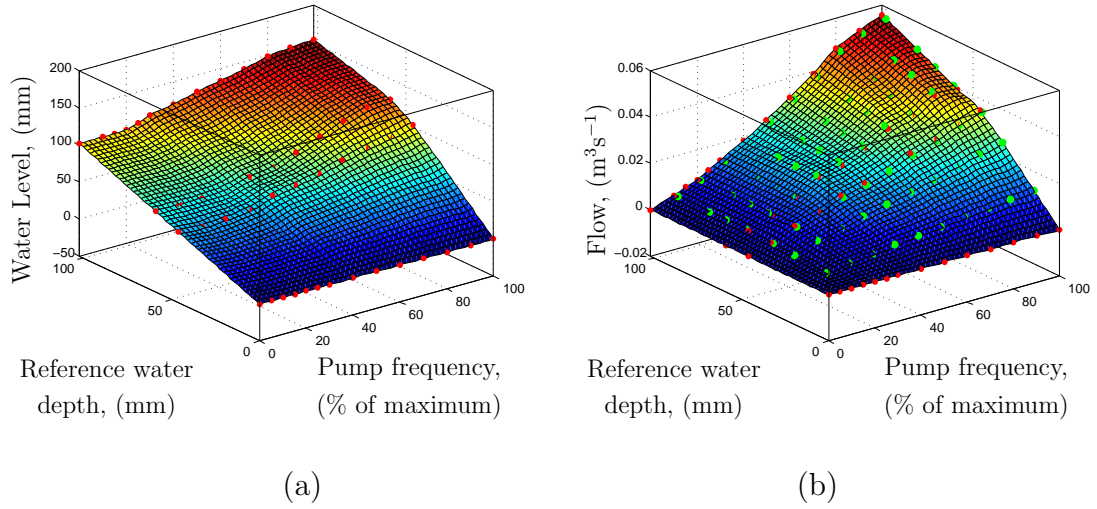 200
150
100
50
0
−50
Water Level, (mm)
100
50
0
0
20
40
60
80
100
Reference water
depth, (mm)
Pump frequency,
(% of maximum)
(a)
0.06
0.04
0.02
0
−0.02
Flow, (m³s⁻¹)
100
50
0
0
20
40
60
80
100
Reference water
depth, (mm)
Pump frequency,
(% of maximum)
(b)